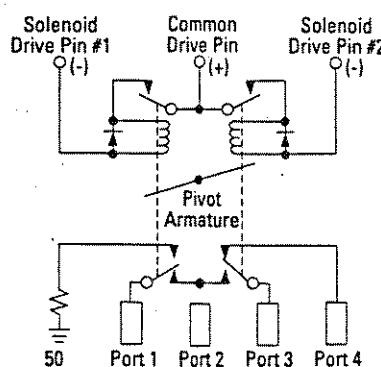 Solenoid Common Solenoid
Drive Pin #1 Drive Pin Drive Pin #2
(-) (+) (-)
Pivot
Armature
50 Port 1 Port 2 Port 3 Port 4